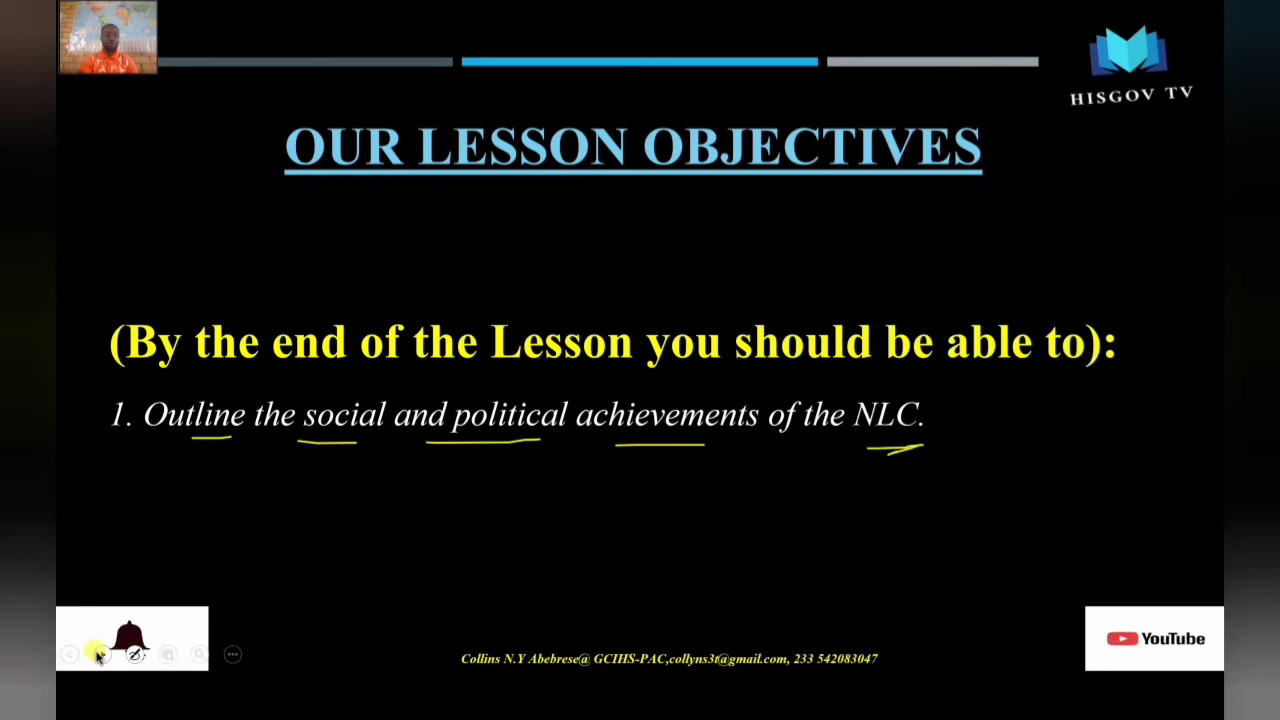 HISGOV TV
OUR LESSON OBJECTIVES
(By the end of the Lesson you should be able to):
1. Outline the social and political achievements of the NLC.
Collins N.Y Abebrese@ GCIHS-PAC,collyns3t@gmail.com, 233 542083047
YouTube